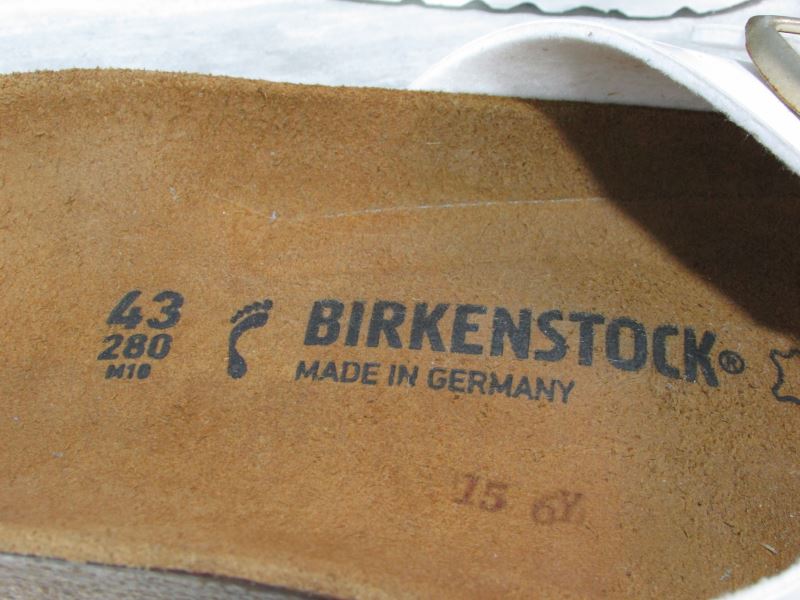 43
280
M10
BIRKENSTOCK®
MADE IN GERMANY
15 6Y